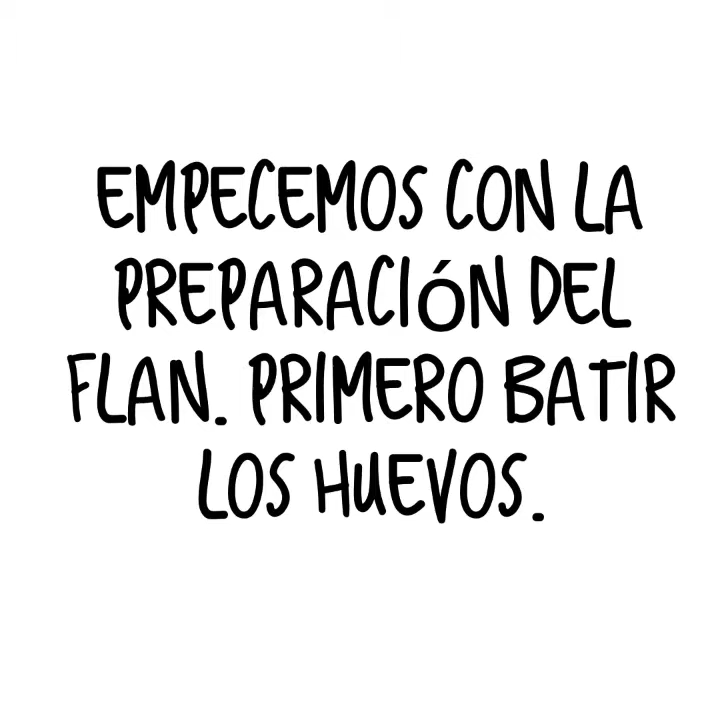 EMPECEMOS CON LA
PREPARACIÓN DEL
FLAN. PRIMERO BATIR
LOS HUEVOS.